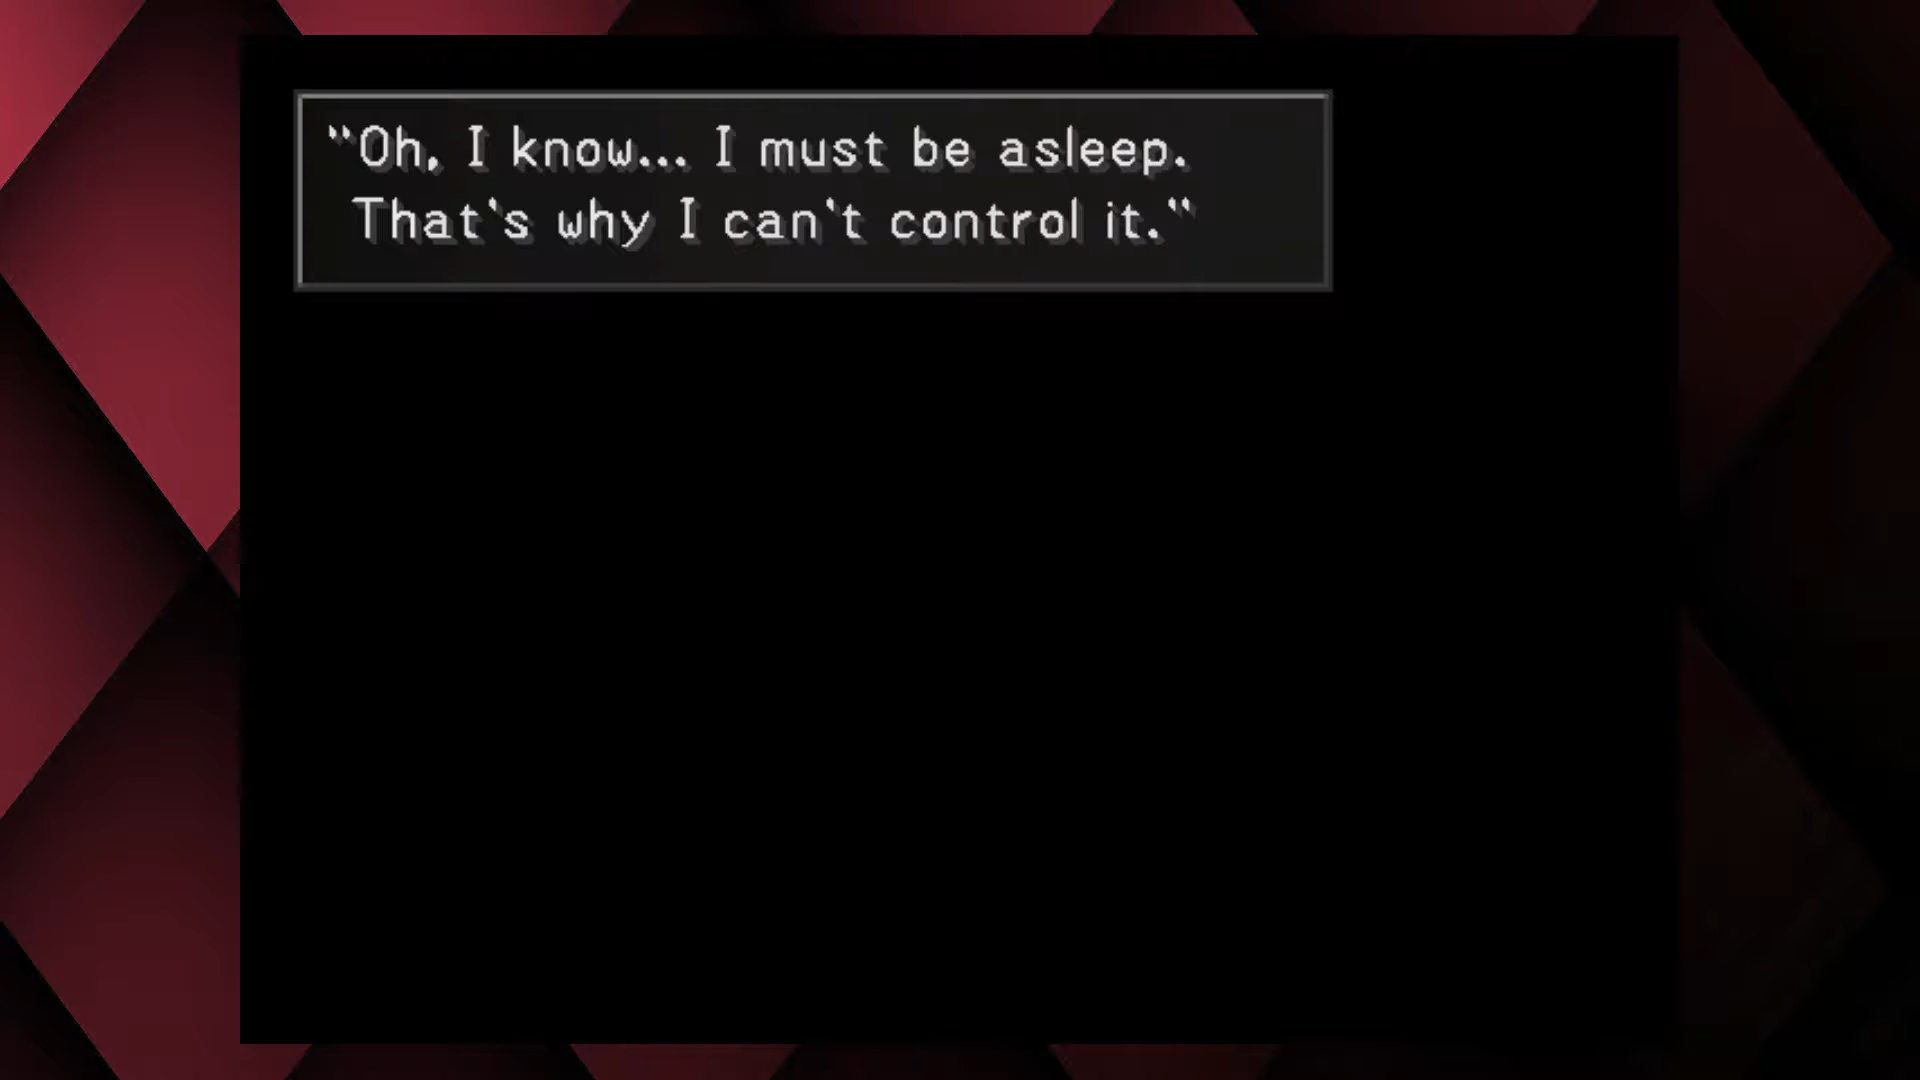 "Oh, I know... I must be asleep.
That's why I can't control it."